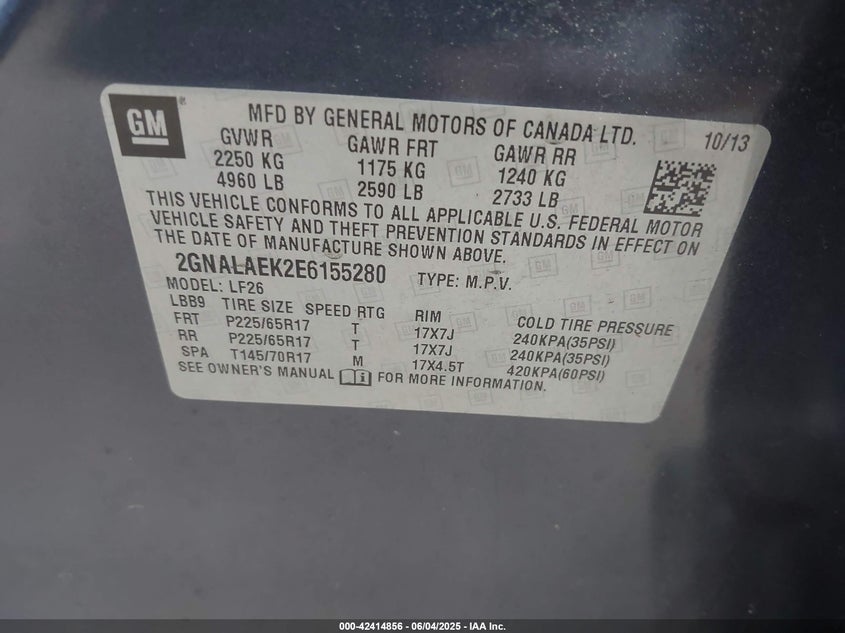 GM®
MFD BY GENERAL MOTORS OF CANADA LTD. 10/13
GVWR GAWR FRT GAWR RR
2250 KG 1175 KG 1240 KG
4960 LB 2590 LB 2733 LB
THIS VEHICLE CONFORMS TO ALL APPLICABLE U.S. FEDERAL MOTOR
VEHICLE SAFETY AND THEFT PREVENTION STANDARDS IN EFFECT ON
THE DATE OF MANUFACTURE SHOWN ABOVE.
2GNALAEK2E6155280 TYPE: M.P.V.
MODEL: LF26
LBB9 TIRE SIZE SPEED RTG RIM COLD TIRE PRESSURE
FRT P225/65R17 T 17X7J 240KPA(35PSI)
RR P225/65R17 T 17X7J 240KPA(35PSI)
SPA T145/70R17 M 17X4.5T 420KPA(60PSI)
SEE OWNER'S MANUAL FOR MORE INFORMATION.
000-42414856 - 06/04/2025 - IAA Inc.